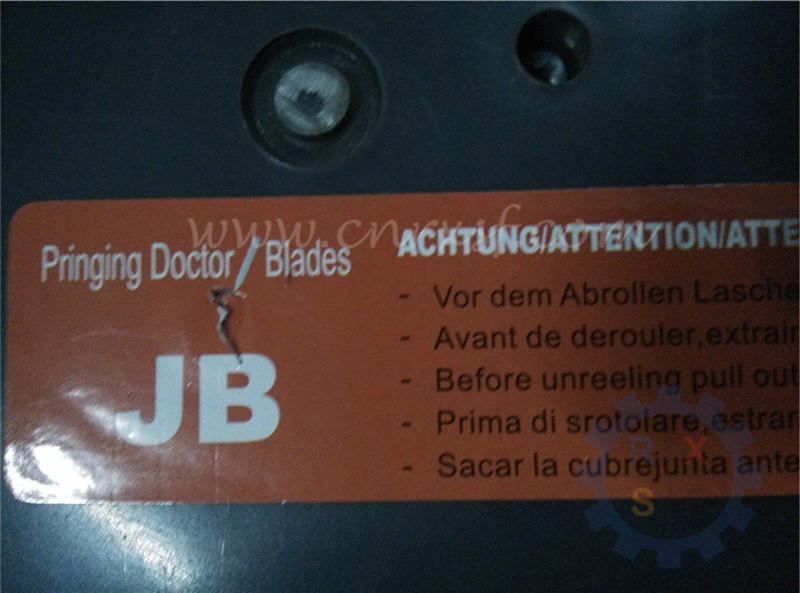 Pringing Doctor / Blades
JB
ACHTUNG/ATTENTION/ATTE
- Vor dem Abrollen Lasche
- Avant de derouler,extrain
- Before unreeling pull out
- Prima di srotolare,estrar
- Sacar la cubrejunta ante
R X
S